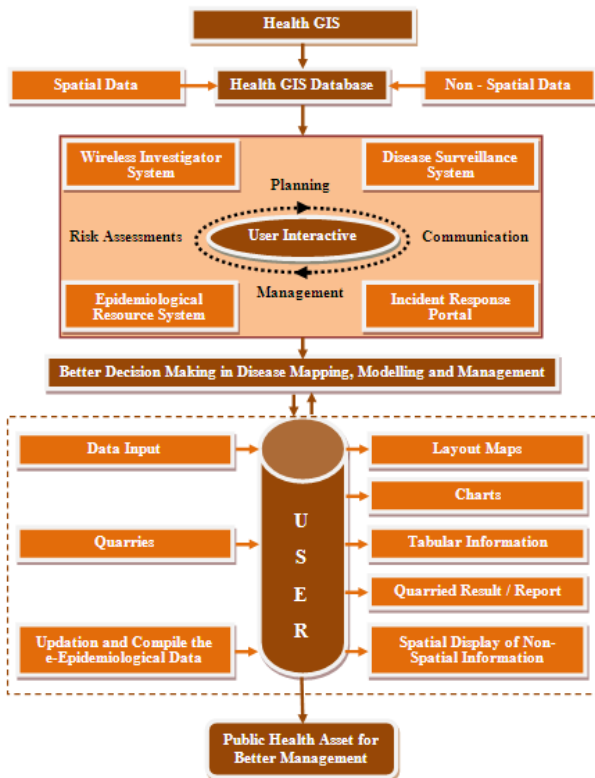 Health GIS
Spatial Data
Health GIS Database
Non - Spatial Data
Wireless Investigator
System
Disease Surveillance
System
Planning
Risk Assessments
User Interactive
Communication
Management
Epidemiological
Resource System
Incident Response
Portal
Better Decision Making in Disease Mapping, Modelling and Management
Data Input
Quarries
Updation and Compile the
e-Epidemiological Data
U
S
E
R
Layout Maps
Charts
Tabular Information
Quarried Result / Report
Spatial Display of Non-
Spatial Information
Public Health Asset for
Better Management